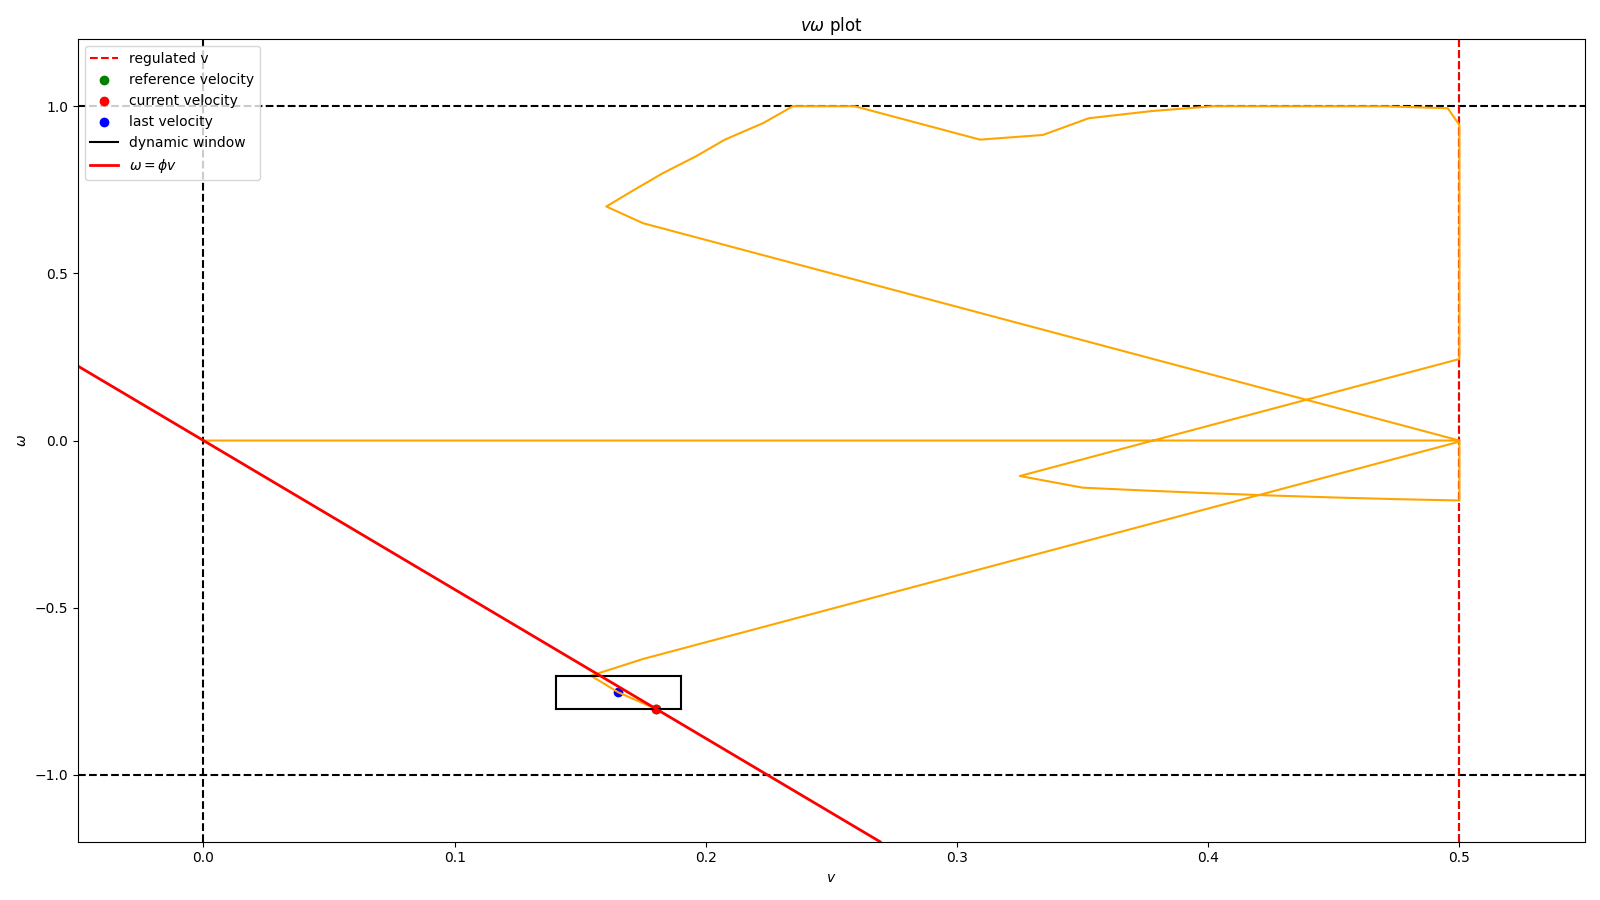 vω plot
regulated v
reference velocity
current velocity
last velocity
dynamic window
ω = ϕv
1.0
0.5
0.0
−0.5
−1.0
ω
0.0 0.1 0.2 0.3 0.4 0.5
v